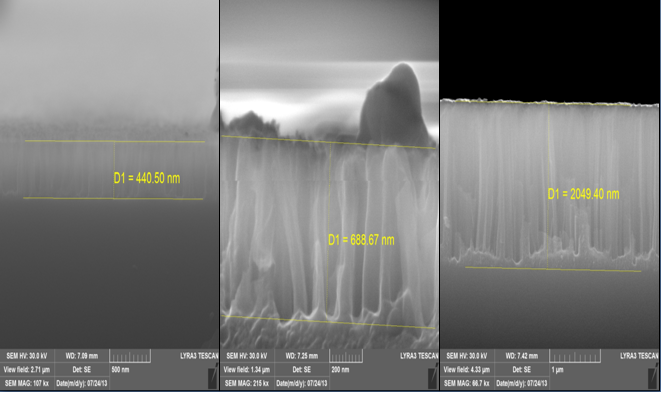 D1 = 440.50 nm
SEM HV: 30.0 kV WD: 7.09 mm LYRA3 TESCAN
View field: 2.71 µm Det: SE 500 nm
SEM MAG: 107 kx Date(m/d/y): 07/24/13
D1 = 688.67 nm
SEM HV: 30.0 kV WD: 7.25 mm LYRA3 TESCAN
View field: 1.34 µm Det: SE 200 nm
SEM MAG: 215 kx Date(m/d/y): 07/24/13
D1 = 2049.40 nm
SEM HV: 30.0 kV WD: 7.42 mm LYRA3 TESCAN
View field: 4.33 µm Det: SE 1 µm
SEM MAG: 66.7 kx Date(m/d/y): 07/24/13